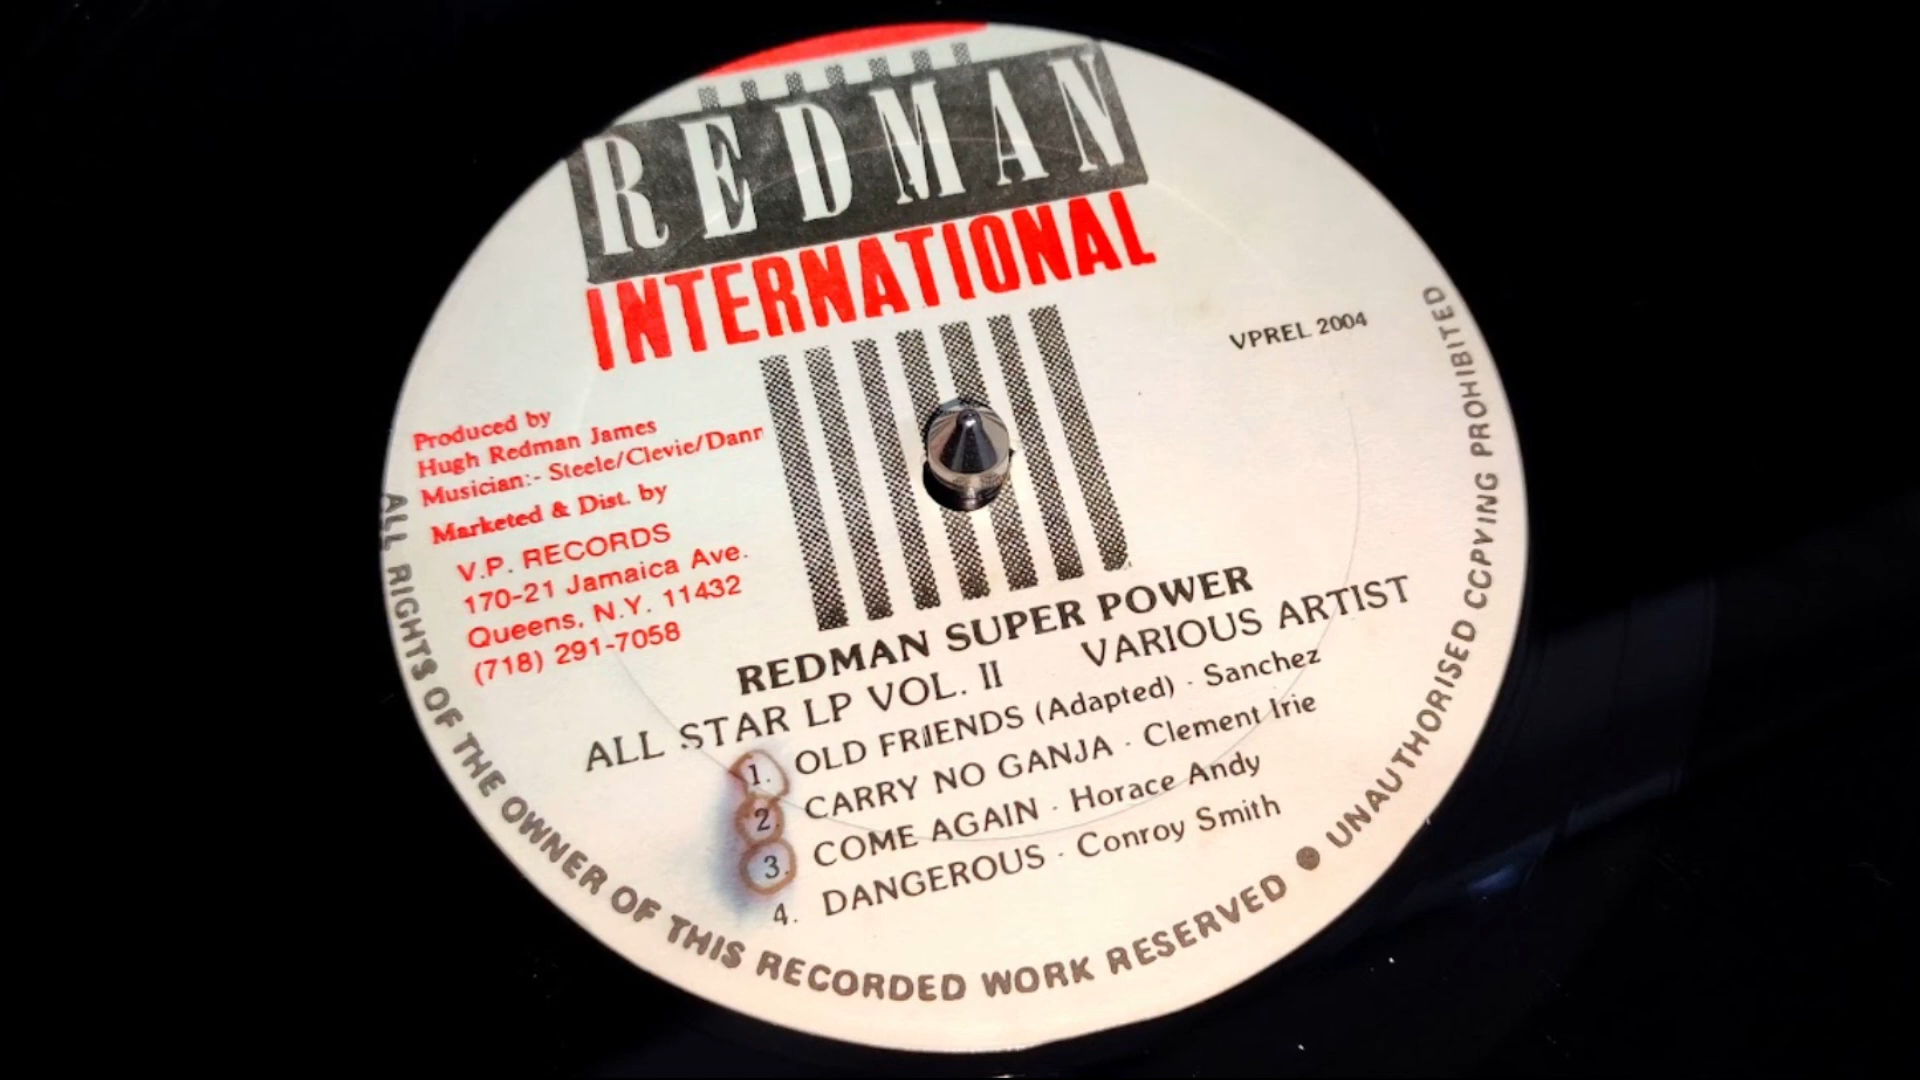 REDMAN
INTERNATIONAL
VPREL 2004
Produced by
Hugh Redman James
Musician:- Steele/Clevie/Dann
Marketed & Dist. by
V.P. RECORDS
170-21 Jamaica Ave.
Queens, N.Y. 11432
(718) 291-7058
REDMAN SUPER POWER
ALL STAR LP VOL. II VARIOUS ARTIST
1. OLD FRIENDS (Adapted) · Sanchez
2. CARRY NO GANJA · Clement Irie
3. COME AGAIN · Horace Andy
4. DANGEROUS · Conroy Smith
ALL RIGHTS OF THE OWNER OF THIS RECORDED WORK RESERVED ● UNAUTHORISED CCPYING PROHIBITED